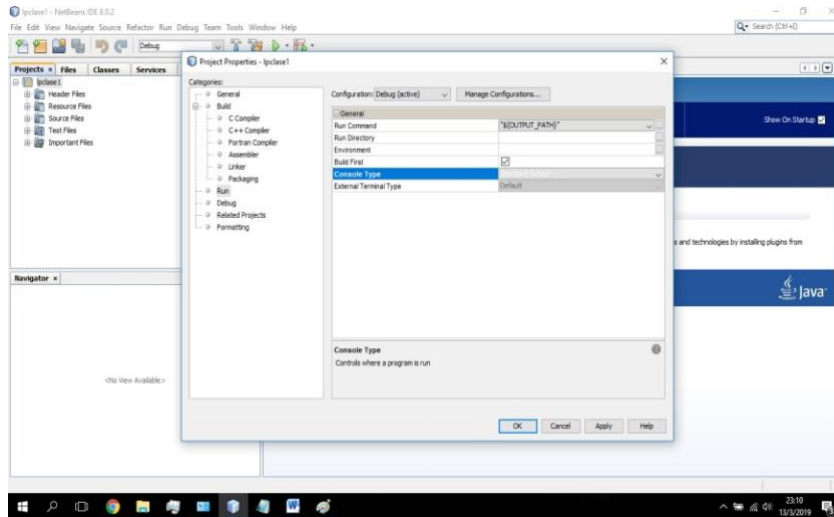 lpclase1 - NetBeans IDE 8.0.2
File Edit View Navigate Source Refactor Run Debug Team Tools Window Help
Search (Ctrl+I)
Debug
Projects Files Classes Services
lpclase1
Header Files
Resource Files
Source Files
Test Files
Important Files
Show On Startup
s and technologies by installing plugins from
Java
Navigator
<No View Available>
Project Properties - lpclase1
Categories:
General
Build
C Compiler
C++ Compiler
Fortran Compiler
Assembler
Linker
Packaging
Run
Debug
Related Projects
Formatting
Configuration: Debug (active) Manage Configurations...
General
Run Command "${OUTPUT_PATH}"
Run Directory
Environment
Build First
Console Type Standard Output
External Terminal Type Default
Console Type
Controls where a program is run
OK Cancel Apply Help
23:10
13/3/2019